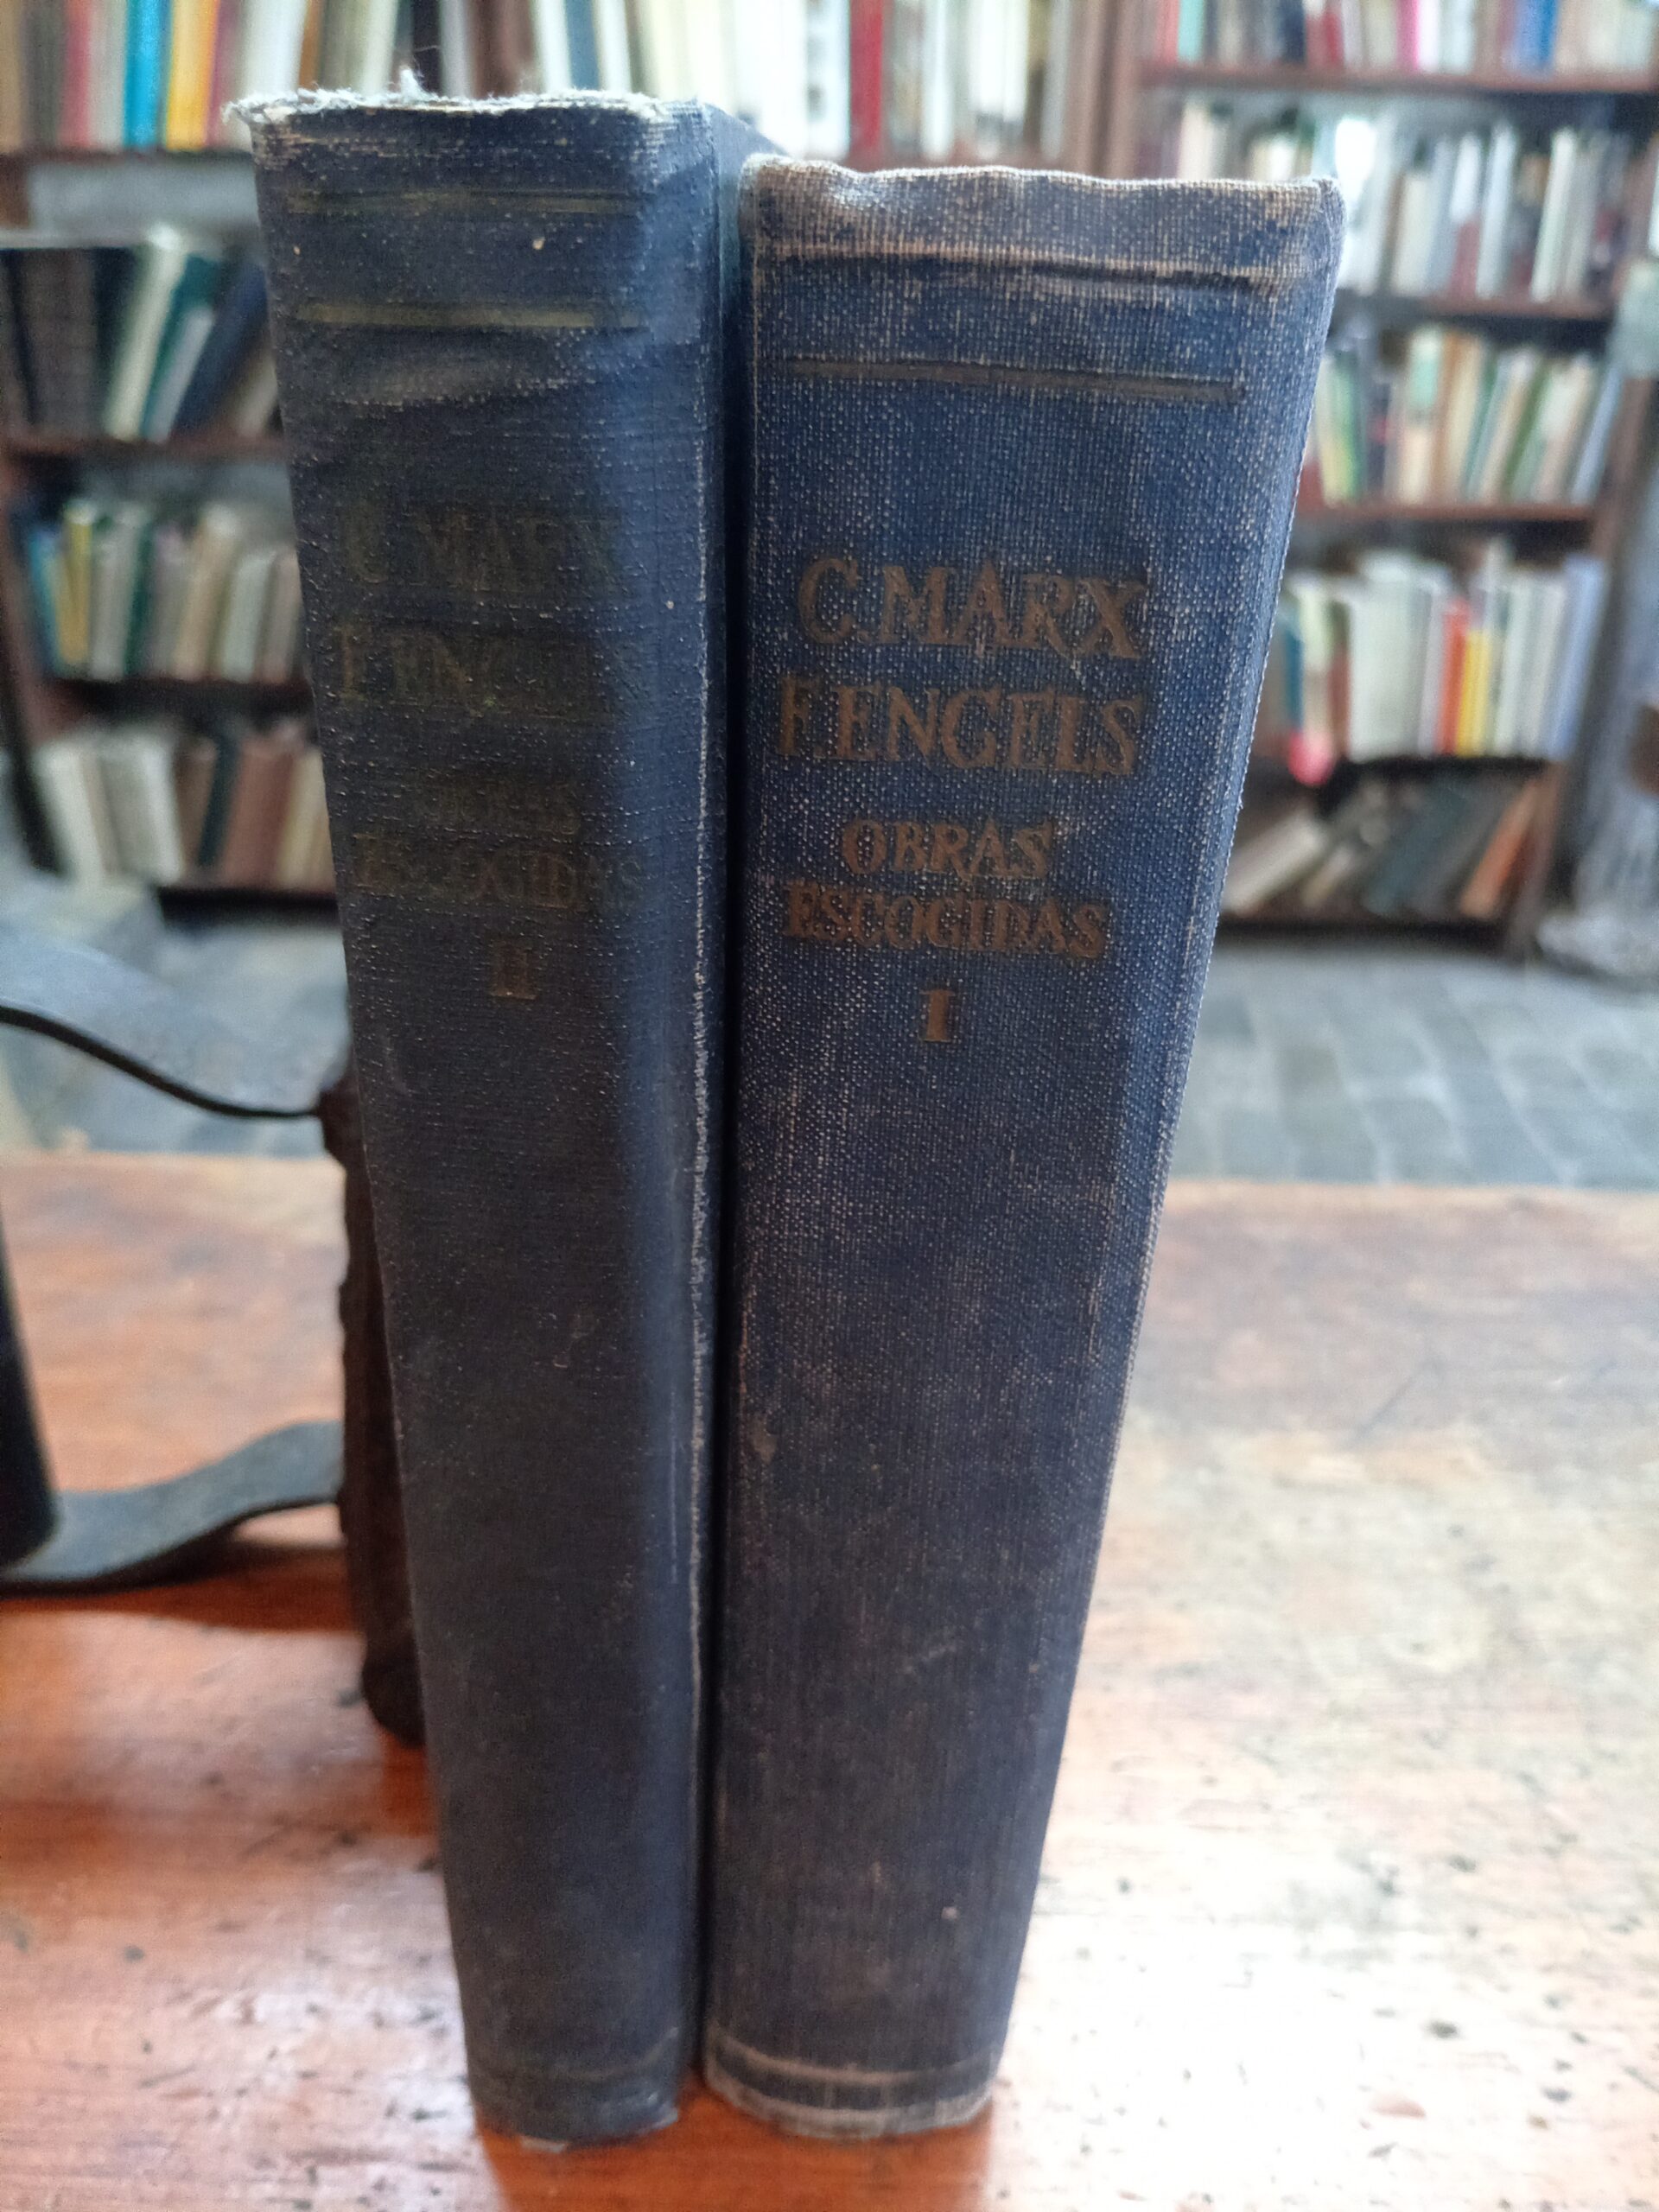 C. MARX
F. ENGELS
OBRAS
ESCOGIDAS
II
C. MARX
F. ENGELS
OBRAS
ESCOGIDAS
I